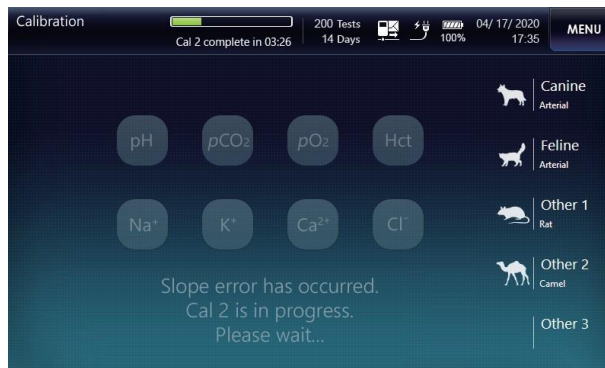 Calibration
Cal 2 complete in 03:26
200 Tests
14 Days
100%
04/ 17/ 2020
17:35
MENU
Canine
Arterial
pH pCO2 pO2 Hct
Feline
Arterial
Other 1
Rat
Na⁺ K⁺ Ca²⁺ Cl⁻
Other 2
Camel
Slope error has occurred.
Cal 2 is in progress.
Please wait...
Other 3